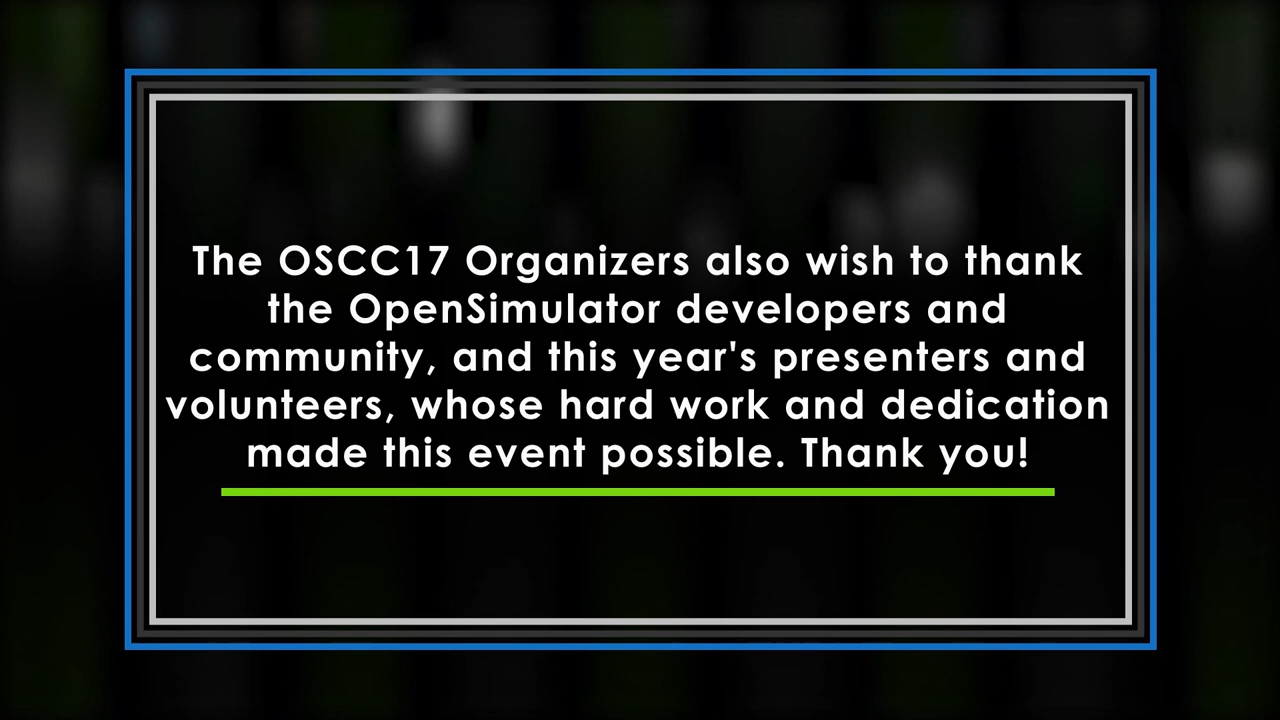 The OSCC17 Organizers also wish to thank
the OpenSimulator developers and
community, and this year's presenters and
volunteers, whose hard work and dedication
made this event possible. Thank you!